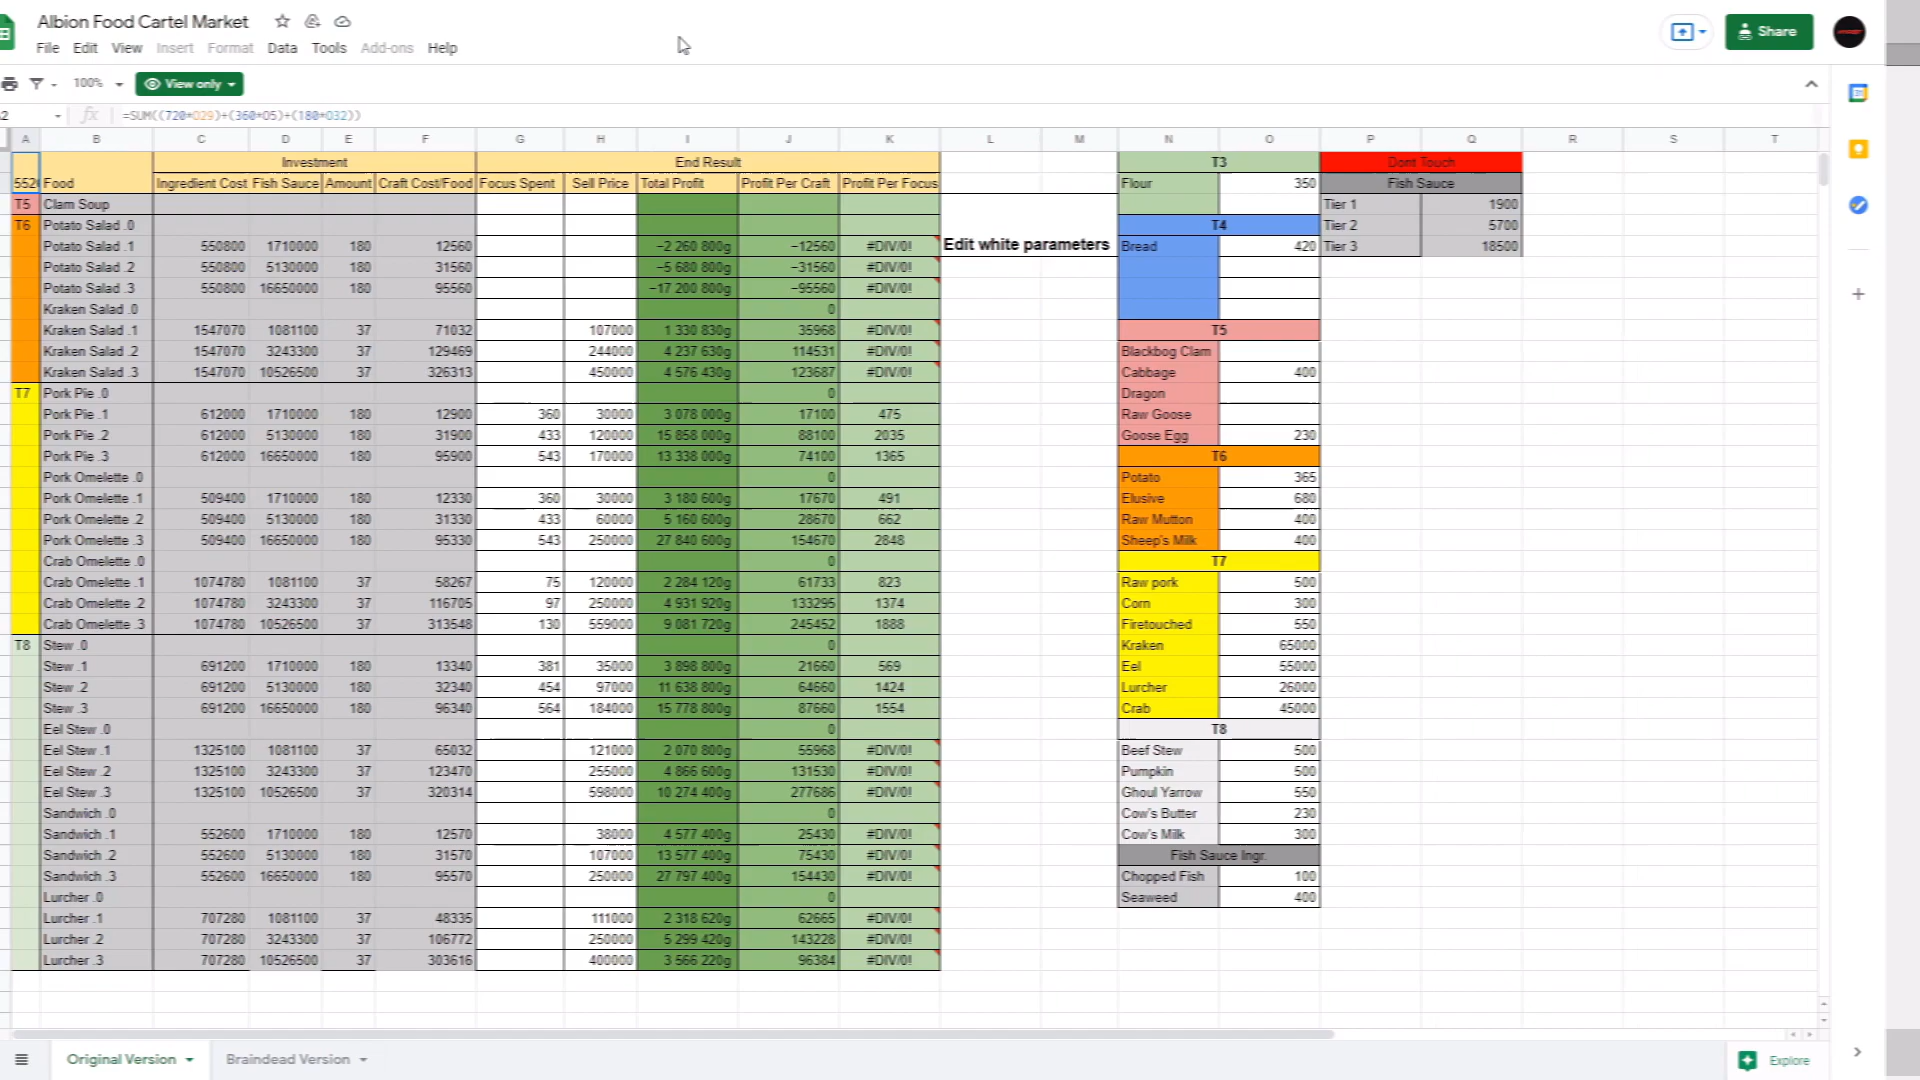 Albion Food Cartel Market
File Edit View Insert Format Data Tools Add-ons Help
Share
100% View only
=SUM((720*O29)+(360*O5)+(180*O32))
A B C D E F G H I J K L M N O P Q R S T
Investment End Result T3 Dont Touch
Food Ingredient Cost Fish Sauce Amount Craft Cost/Food Focus Spent Sell Price Total Profit Profit Per Craft Profit Per Focus Flour 350 Fish Sauce
T5 Clam Soup Tier 1 1900
T6 Potato Salad .0 T4 Tier 2 5700
Potato Salad .1 550800 1710000 180 12560 −2 260 800g −12560 #DIV/0! Edit white parameters Bread 420 Tier 3 18500
Potato Salad .2 550800 5130000 180 31560 −5 680 800g −31560 #DIV/0!
Potato Salad .3 550800 16650000 180 95560 −17 200 800g −95560 #DIV/0!
Kraken Salad .0 0
Kraken Salad .1 1547070 1081100 37 71032 107000 1 330 830g 35968 #DIV/0! T5
Kraken Salad .2 1547070 3243300 37 129469 244000 4 237 630g 114531 #DIV/0! Blackbog Clam
Kraken Salad .3 1547070 10526500 37 326313 450000 4 576 430g 123687 #DIV/0! Cabbage 400
T7 Pork Pie .0 0 Dragon
Pork Pie .1 612000 1710000 180 12900 360 30000 3 078 000g 17100 475 Raw Goose
Pork Pie .2 612000 5130000 180 31900 433 120000 15 858 000g 88100 2035 Goose Egg 230
Pork Pie .3 612000 16650000 180 95900 543 170000 13 338 000g 74100 1365 T6
Pork Omelette .0 0 Potato 365
Pork Omelette .1 509400 1710000 180 12330 360 30000 3 180 600g 17670 491 Elusive 680
Pork Omelette .2 509400 5130000 180 31330 433 60000 5 160 600g 28670 662 Raw Mutton 400
Pork Omelette .3 509400 16650000 180 95330 543 250000 27 840 600g 154670 2848 Sheep's Milk 400
Crab Omelette .0 0 T7
Crab Omelette .1 1074780 1081100 37 58267 75 120000 2 284 120g 61733 823 Raw pork 500
Crab Omelette .2 1074780 3243300 37 116705 97 250000 4 931 920g 133295 1374 Corn 300
Crab Omelette .3 1074780 10526500 37 313548 130 559000 9 081 720g 245452 1888 Firetouched 550
T8 Stew .0 0 Kraken 65000
Stew .1 691200 1710000 180 13340 381 35000 3 898 800g 21660 569 Eel 55000
Stew .2 691200 5130000 180 32340 454 97000 11 638 800g 64660 1424 Lurcher 26000
Stew .3 691200 16650000 180 96340 564 184000 15 778 800g 87660 1554 Crab 45000
Eel Stew .0 0 T8
Eel Stew .1 1325100 1081100 37 65032 121000 2 070 800g 55968 #DIV/0! Beef Stew 500
Eel Stew .2 1325100 3243300 37 123470 255000 4 866 600g 131530 #DIV/0! Pumpkin 500
Eel Stew .3 1325100 10526500 37 320314 598000 10 274 400g 277686 #DIV/0! Ghoul Yarrow 550
Sandwich .0 0 Cow's Butter 230
Sandwich .1 552600 1710000 180 12570 38000 4 577 400g 25430 #DIV/0! Cow's Milk 300
Sandwich .2 552600 5130000 180 31570 107000 13 577 400g 75430 #DIV/0! Fish Sauce Ingr.
Sandwich .3 552600 16650000 180 95570 250000 27 797 400g 154430 #DIV/0! Chopped Fish 100
Lurcher .0 0 Seaweed 400
Lurcher .1 707280 1081100 37 48335 111000 2 318 620g 62665 #DIV/0!
Lurcher .2 707280 3243300 37 106772 250000 5 299 420g 143228 #DIV/0!
Lurcher .3 707280 10526500 37 303616 400000 3 566 220g 96384 #DIV/0!
Original Version Braindead Version Explore